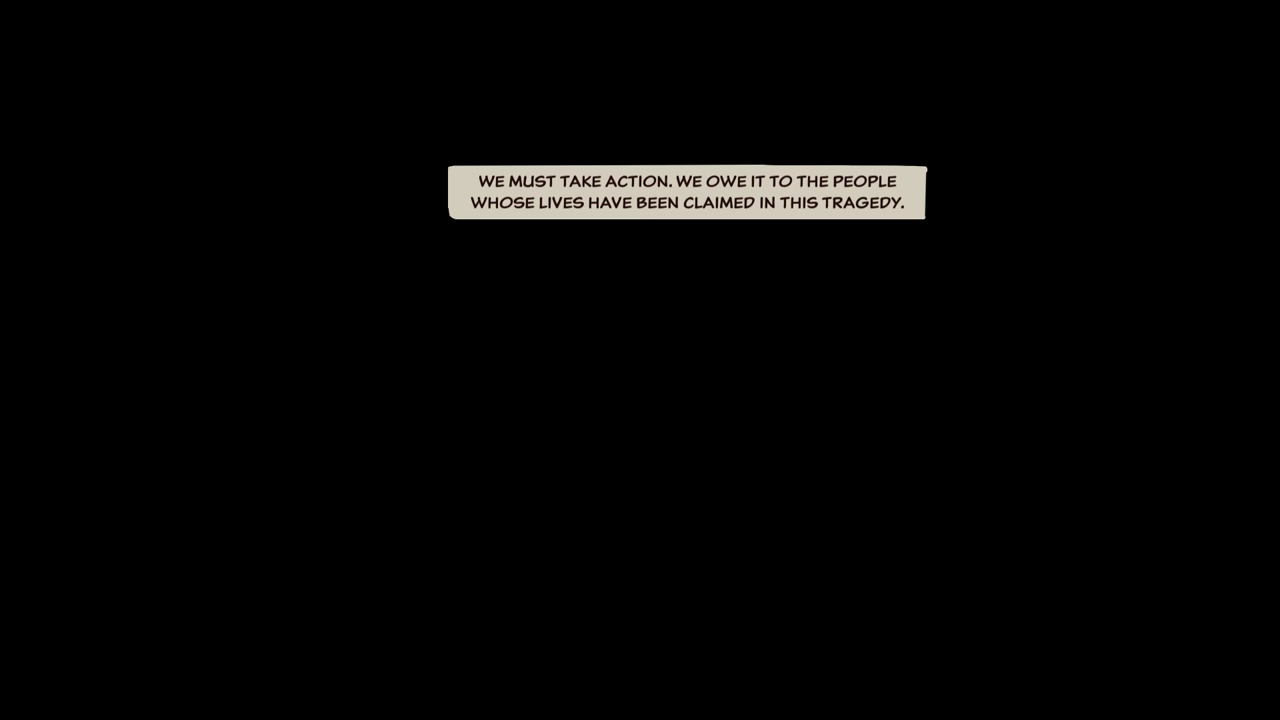 WE MUST TAKE ACTION. WE OWE IT TO THE PEOPLE
WHOSE LIVES HAVE BEEN CLAIMED IN THIS TRAGEDY.